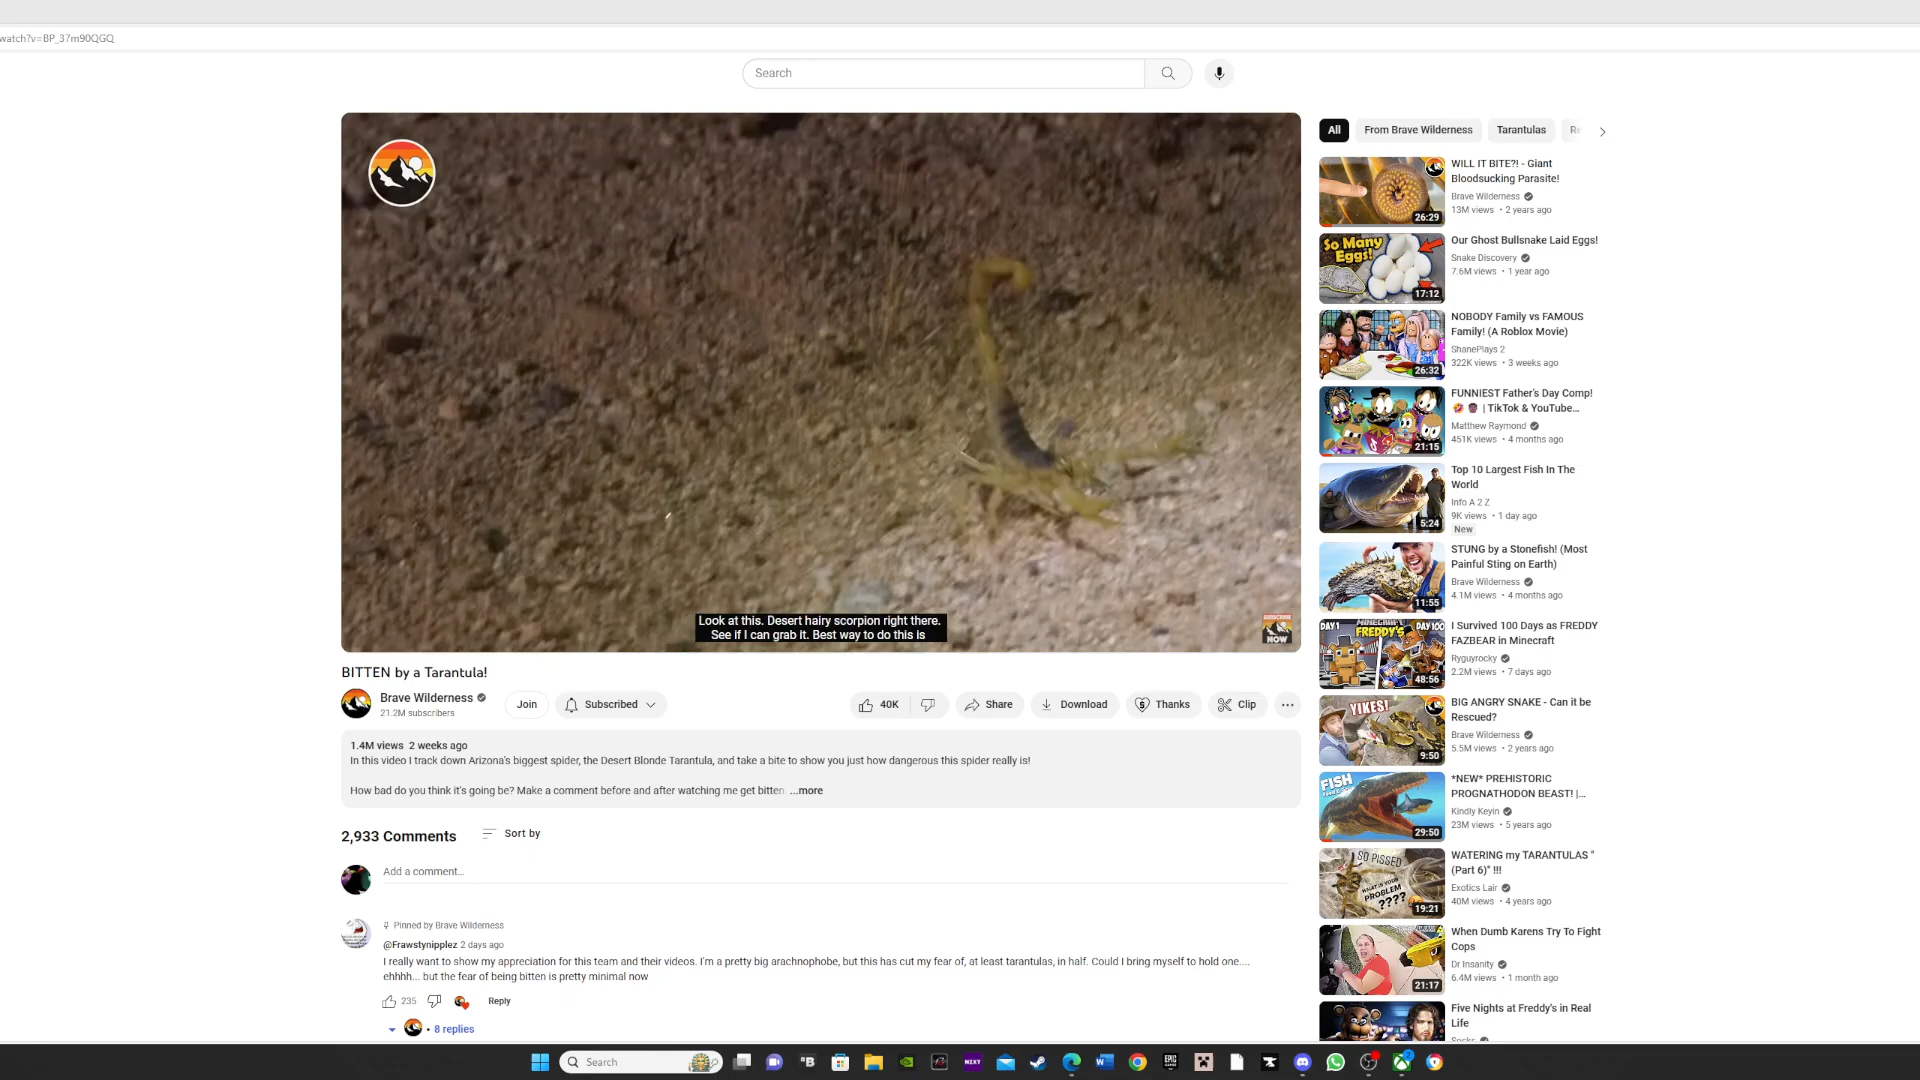 watch?v=BP_37m90QGQ
Search
All
From Brave Wilderness
Tarantulas
Look at this. Desert hairy scorpion right there.
See if I can grab it. Best way to do this is
SUBSCRIBE
NOW
BITTEN by a Tarantula!
Brave Wilderness
21.2M subscribers
Join
Subscribed
40K
Share
Download
Thanks
Clip
1.4M views 2 weeks ago
In this video I track down Arizona's biggest spider, the Desert Blonde Tarantula, and take a bite to show you just how dangerous this spider really is!
How bad do you think it's going be? Make a comment before and after watching me get bitten. ...more
2,933 Comments
Sort by
Add a comment...
Pinned by Brave Wilderness
@Frawstynipplez 2 days ago
I really want to show my appreciation for this team and their videos. I'm a pretty big arachnophobe, but this has cut my fear of, at least tarantulas, in half. Could I bring myself to hold one....
ehhhh... but the fear of being bitten is pretty minimal now
235
Reply
• 8 replies
26:29
WILL IT BITE?! - Giant
Bloodsucking Parasite!
Brave Wilderness
13M views • 2 years ago
So Many
Eggs!
17:12
Our Ghost Bullsnake Laid Eggs!
Snake Discovery
7.6M views • 1 year ago
26:32
NOBODY Family vs FAMOUS
Family! (A Roblox Movie)
ShanePlays 2
322K views • 3 weeks ago
21:15
FUNNIEST Father's Day Comp!
🤣 | TikTok & YouTube...
Matthew Raymond
451K views • 4 months ago
5:24
Top 10 Largest Fish In The
World
Info A 2 Z
9K views • 1 day ago
New
11:55
STUNG by a Stonefish! (Most
Painful Sting on Earth)
Brave Wilderness
4.1M views • 4 months ago
DAY 1
MINECRAFT
FREDDY'S
DAY 100
48:56
I Survived 100 Days as FREDDY
FAZBEAR in Minecraft
Ryguyrocky
2.2M views • 7 days ago
YIKES!
9:50
BIG ANGRY SNAKE - Can it be
Rescued?
Brave Wilderness
5.5M views • 2 years ago
FISH
29:50
*NEW* PREHISTORIC
PROGNATHODON BEAST! |...
Kindly Keyin
23M views • 5 years ago
SO PISSED
WHAT IS YOUR
PROBLEM
????
19:21
WATERING my TARANTULAS "
(Part 6)" !!!
Exotics Lair
40M views • 4 years ago
21:17
When Dumb Karens Try To Fight
Cops
Dr Insanity
6.4M views • 1 month ago
Five Nights at Freddy's in Real
Life
Search
NEXT
EPIC
GAMES